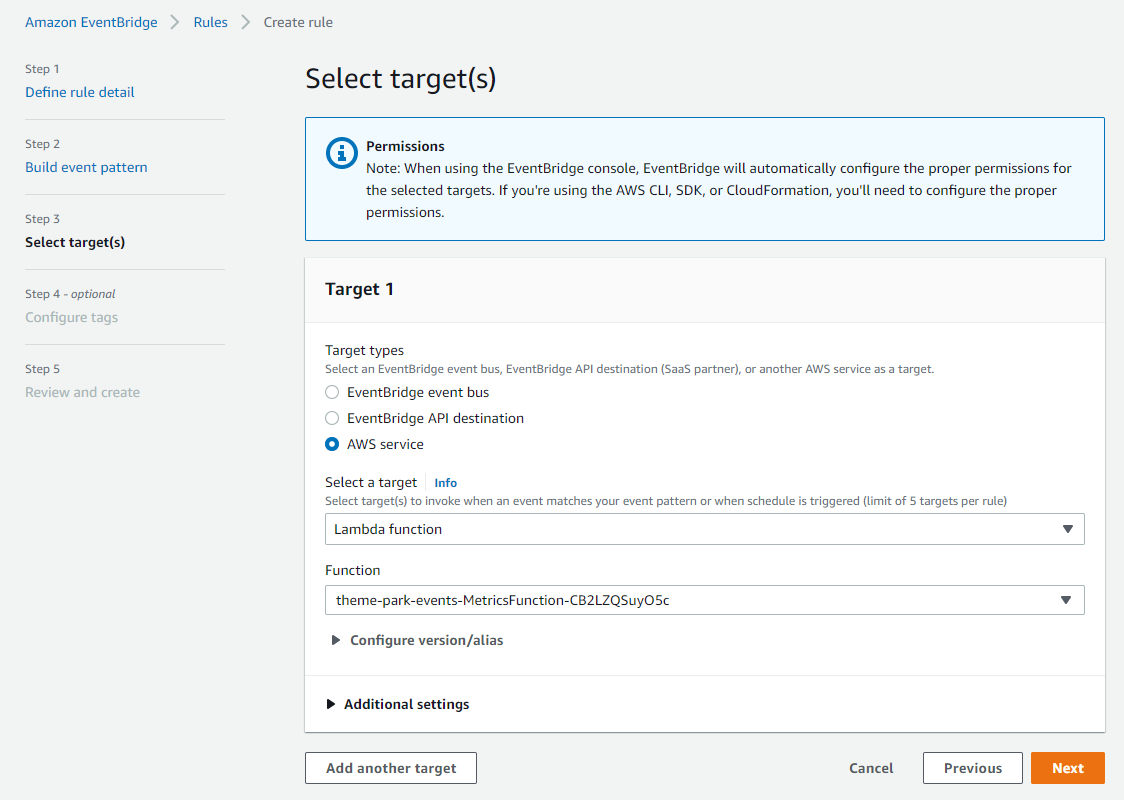 Amazon EventBridge > Rules > Create rule
Step 1
Define rule detail
Step 2
Build event pattern
Step 3
Select target(s)
Step 4 - optional
Configure tags
Step 5
Review and create
Select target(s)
Permissions
Note: When using the EventBridge console, EventBridge will automatically configure the proper permissions for
the selected targets. If you're using the AWS CLI, SDK, or CloudFormation, you'll need to configure the proper
permissions.
Target 1
Target types
Select an EventBridge event bus, EventBridge API destination (SaaS partner), or another AWS service as a target.
EventBridge event bus
EventBridge API destination
AWS service
Select a target Info
Select target(s) to invoke when an event matches your event pattern or when schedule is triggered (limit of 5 targets per rule)
Lambda function
Function
theme-park-events-MetricsFunction-CB2LZQSuyO5c
Configure version/alias
Additional settings
Add another target
Cancel
Previous
Next